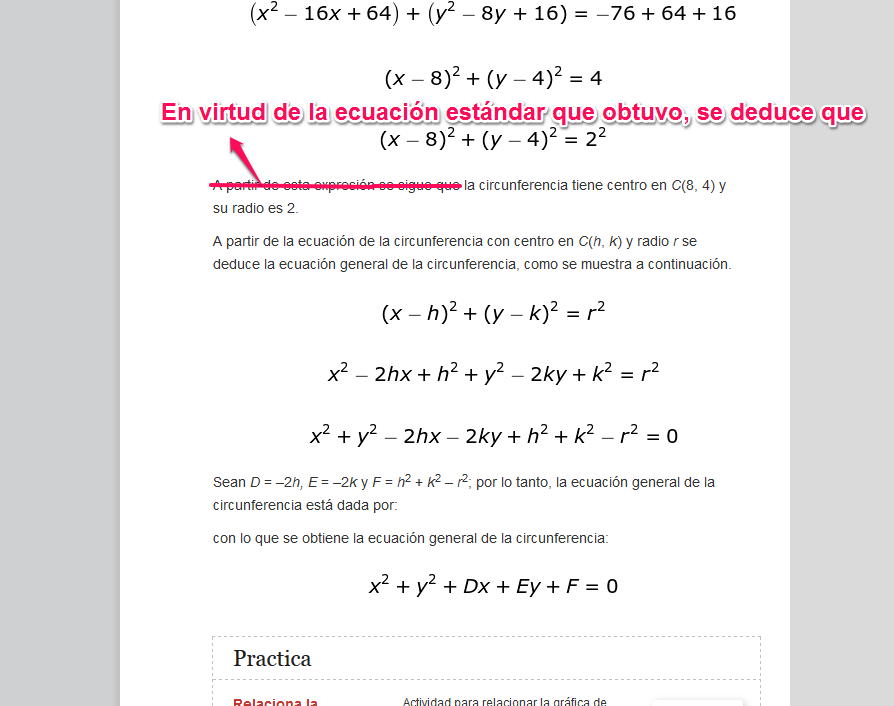 (x² – 16x + 64) + (y² – 8y + 16) = –76 + 64 + 16
(x – 8)² + (y – 4)² = 4
En virtud de la ecuación estándar que obtuvo, se deduce que
(x – 8)² + (y – 4)² = 2²
A partir de esta expresión se sigue que la circunferencia tiene centro en C(8, 4) y
su radio es 2.
A partir de la ecuación de la circunferencia con centro en C(h, k) y radio r se
deduce la ecuación general de la circunferencia, como se muestra a continuación.
(x – h)² + (y – k)² = r²
x² – 2hx + h² + y² – 2ky + k² = r²
x² + y² – 2hx – 2ky + h² + k² – r² = 0
Sean D = –2h, E = –2k y F = h² + k² – r²; por lo tanto, la ecuación general de la
circunferencia está dada por:
con lo que se obtiene la ecuación general de la circunferencia:
x² + y² + Dx + Ey + F = 0
Practica
Relaciona la
Actividad para relacionar la gráfica de